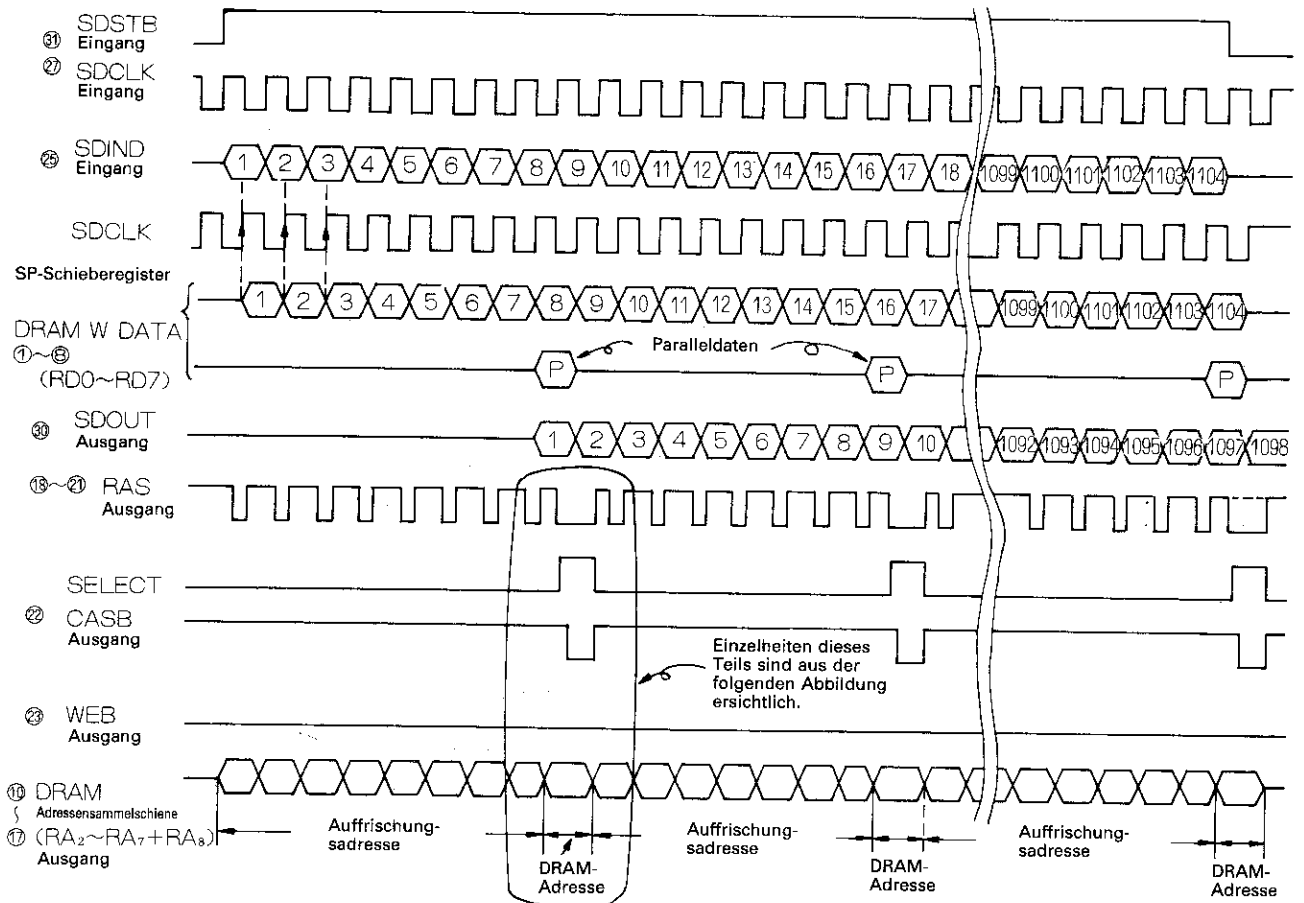 SDSTB
㉛ Eingang
㉗ SDCLK
Eingang
㉕ SDIND
Eingang
1 2 3 4 5 6 7 8 9 10 11 12 13 14 15 16 17 18 1099 1100 1101 1102 1103 1104
SDCLK
SP-Schieberegister
1 2 3 4 5 6 7 8 9 10 11 12 13 14 15 16 17 1099 1100 1101 1102 1103 1104
DRAM W DATA
①~⑧
(RD0~RD7)
Paralleldaten
P P P
㉚ SDOUT
Ausgang
1 2 3 4 5 6 7 8 9 10 1092 1093 1094 1095 1096 1097 1098
⑱~㉑ RAS
Ausgang
SELECT
㉒ CASB
Ausgang
Einzelheiten dieses
Teils sind aus der
folgenden Abbildung
ersichtlich.
㉓ WEB
Ausgang
⑩ DRAM
~ Adressensammelschiene
⑰ (RA₂~RA₇+RA₈)
Ausgang
Auffrischung-
sadresse
DRAM-
Adresse
Auffrischung-
sadresse
DRAM-
Adresse
Auffrischung-
sadresse
DRAM-
Adresse